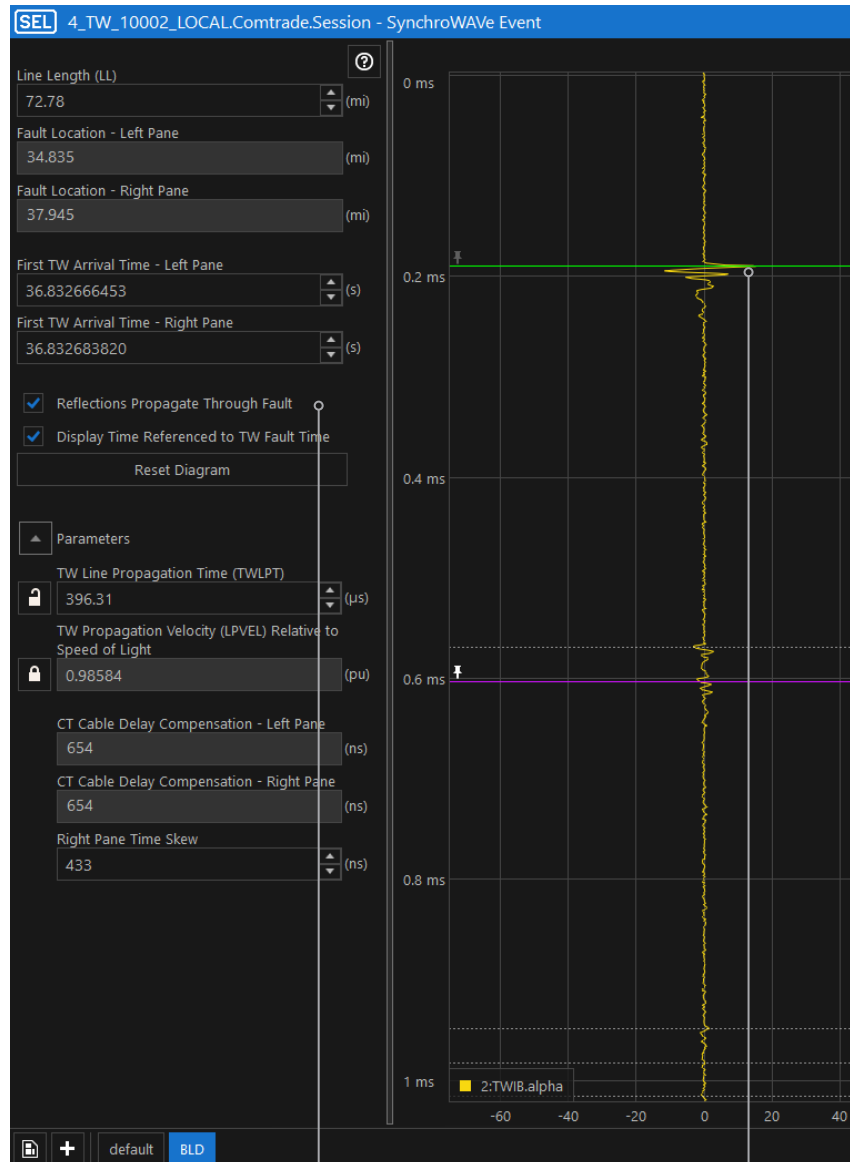 SEL 4_TW_10002_LOCAL.Comtrade.Session - SynchroWAVe Event
Line Length (LL)
72.78 (mi)
Fault Location - Left Pane
34.835 (mi)
Fault Location - Right Pane
37.945 (mi)
First TW Arrival Time - Left Pane
36.832666453 (s)
First TW Arrival Time - Right Pane
36.832683820 (s)
Reflections Propagate Through Fault
Display Time Referenced to TW Fault Time
Reset Diagram
Parameters
TW Line Propagation Time (TWLPT)
396.31 (μs)
TW Propagation Velocity (LPVEL) Relative to
Speed of Light
0.98584 (pu)
CT Cable Delay Compensation - Left Pane
654 (ns)
CT Cable Delay Compensation - Right Pane
654 (ns)
Right Pane Time Skew
433 (ns)
default BLD
0 ms
0.2 ms
0.4 ms
0.6 ms
0.8 ms
1 ms
2:TWIB.alpha
-60 -40 -20 0 20 40